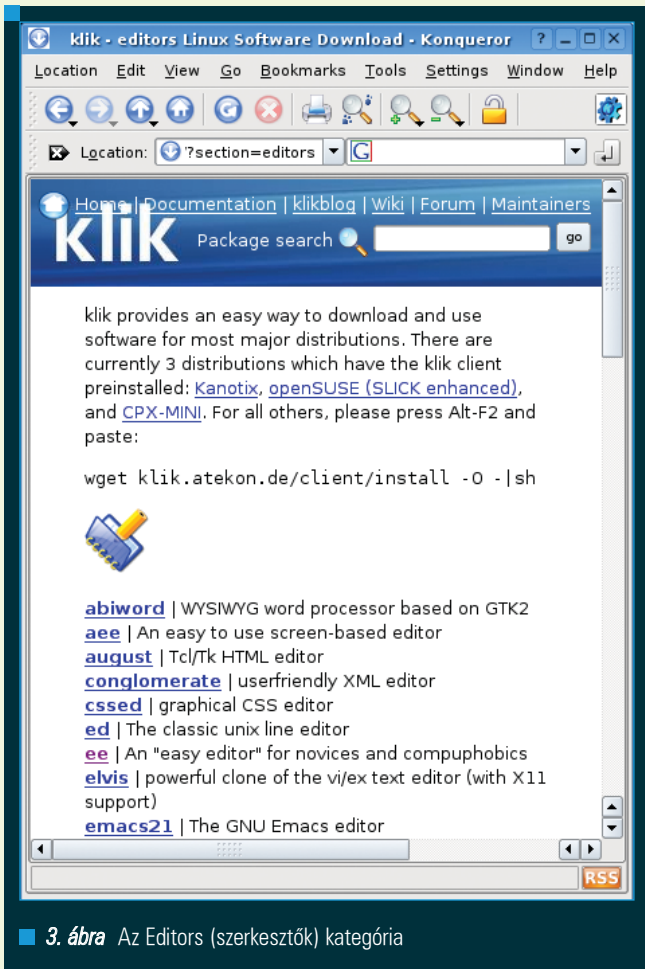 klik - editors Linux Software Download - Konqueror
Location Edit View Go Bookmarks Tools Settings Window Help
Location: '?section=editors
Home | Documentation | klikblog | Wiki | Forum | Maintainers
klik
Package search go
klik provides an easy way to download and use
software for most major distributions. There are
currently 3 distributions which have the klik client
preinstalled: Kanotix, openSUSE (SLICK enhanced),
and CPX-MINI. For all others, please press Alt-F2 and
paste:
wget klik.atekon.de/client/install -O -|sh
abiword | WYSIWYG word processor based on GTK2
aee | An easy to use screen-based editor
august | Tcl/Tk HTML editor
conglomerate | userfriendly XML editor
cssed | graphical CSS editor
ed | The classic unix line editor
ee | An "easy editor" for novices and compuphobics
elvis | powerful clone of the vi/ex text editor (with X11
support)
emacs21 | The GNU Emacs editor
RSS
3. ábra Az Editors (szerkesztők) kategória